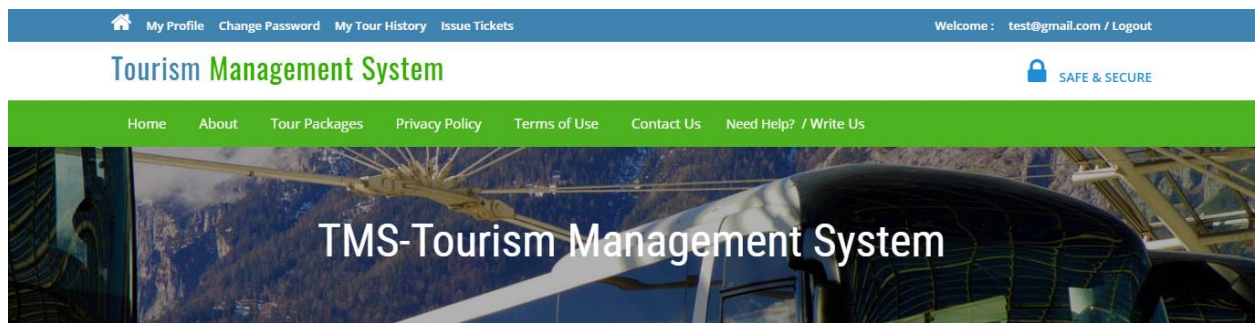 My Profile Change Password My Tour History Issue Tickets Welcome : test@gmail.com / Logout
Tourism Management System SAFE & SECURE
Home About Tour Packages Privacy Policy Terms of Use Contact Us Need Help? / Write Us
TMS-Tourism Management System